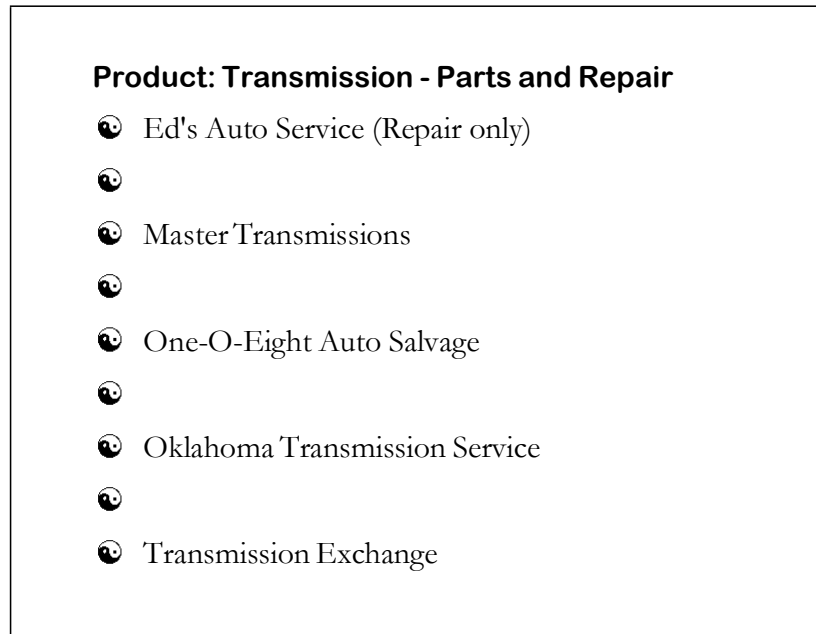 Product: Transmission - Parts and Repair
Ed's Auto Service (Repair only)
Master Transmissions
One-O-Eight Auto Salvage
Oklahoma Transmission Service
Transmission Exchange